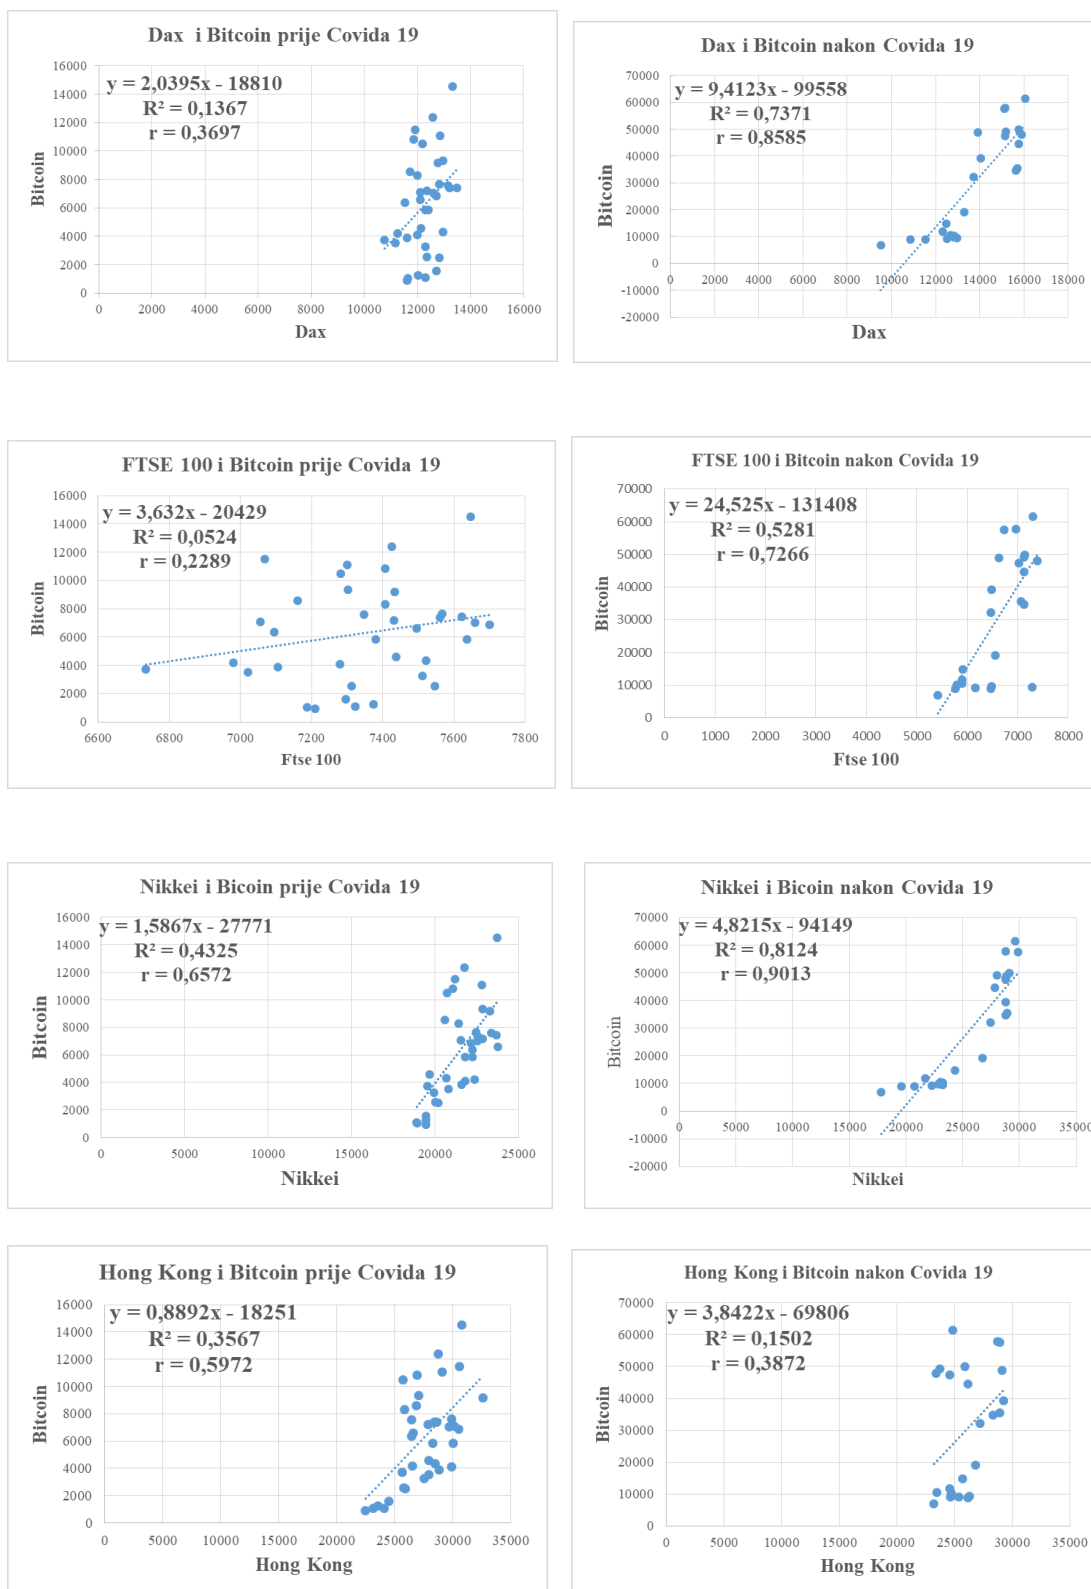 Dax i Bitcoin prije Covida 19
y = 2,0395x - 18810
R² = 0,1367
r = 0,3697
Bitcoin
16000
14000
12000
10000
8000
6000
4000
2000
0
0 2000 4000 6000 8000 10000 12000 14000 16000
Dax
Dax i Bitcoin nakon Covida 19
y = 9,4123x - 99558
R² = 0,7371
r = 0,8585
Bitcoin
70000
60000
50000
40000
30000
20000
10000
0
-10000
-20000
0 2000 4000 6000 8000 10000 12000 14000 16000 18000
Dax
FTSE 100 i Bitcoin prije Covida 19
y = 3,632x - 20429
R² = 0,0524
r = 0,2289
Bitcoin
16000
14000
12000
10000
8000
6000
4000
2000
0
6600 6800 7000 7200 7400 7600 7800
Ftse 100
FTSE 100 i Bitcoin nakon Covida 19
y = 24,525x - 131408
R² = 0,5281
r = 0,7266
Bitcoin
70000
60000
50000
40000
30000
20000
10000
0
0 1000 2000 3000 4000 5000 6000 7000 8000
Ftse 100
Nikkei i Bicoin prije Covida 19
y = 1,5867x - 27771
R² = 0,4325
r = 0,6572
Bitcoin
16000
14000
12000
10000
8000
6000
4000
2000
0
0 5000 10000 15000 20000 25000
Nikkei
Nikkei i Bicoin nakon Covida 19
y = 4,8215x - 94149
R² = 0,8124
r = 0,9013
Bitcoin
70000
60000
50000
40000
30000
20000
10000
0
-10000
-20000
0 5000 10000 15000 20000 25000 30000 35000
Nikkei
Hong Kong i Bitcoin prije Covida 19
y = 0,8892x - 18251
R² = 0,3567
r = 0,5972
Bitcoin
16000
14000
12000
10000
8000
6000
4000
2000
0
0 5000 10000 15000 20000 25000 30000 35000
Hong Kong
Hong Kong i Bitcoin nakon Covida 19
y = 3,8422x - 69806
R² = 0,1502
r = 0,3872
Bitcoin
70000
60000
50000
40000
30000
20000
10000
0
0 5000 10000 15000 20000 25000 30000 35000
Hong Kong